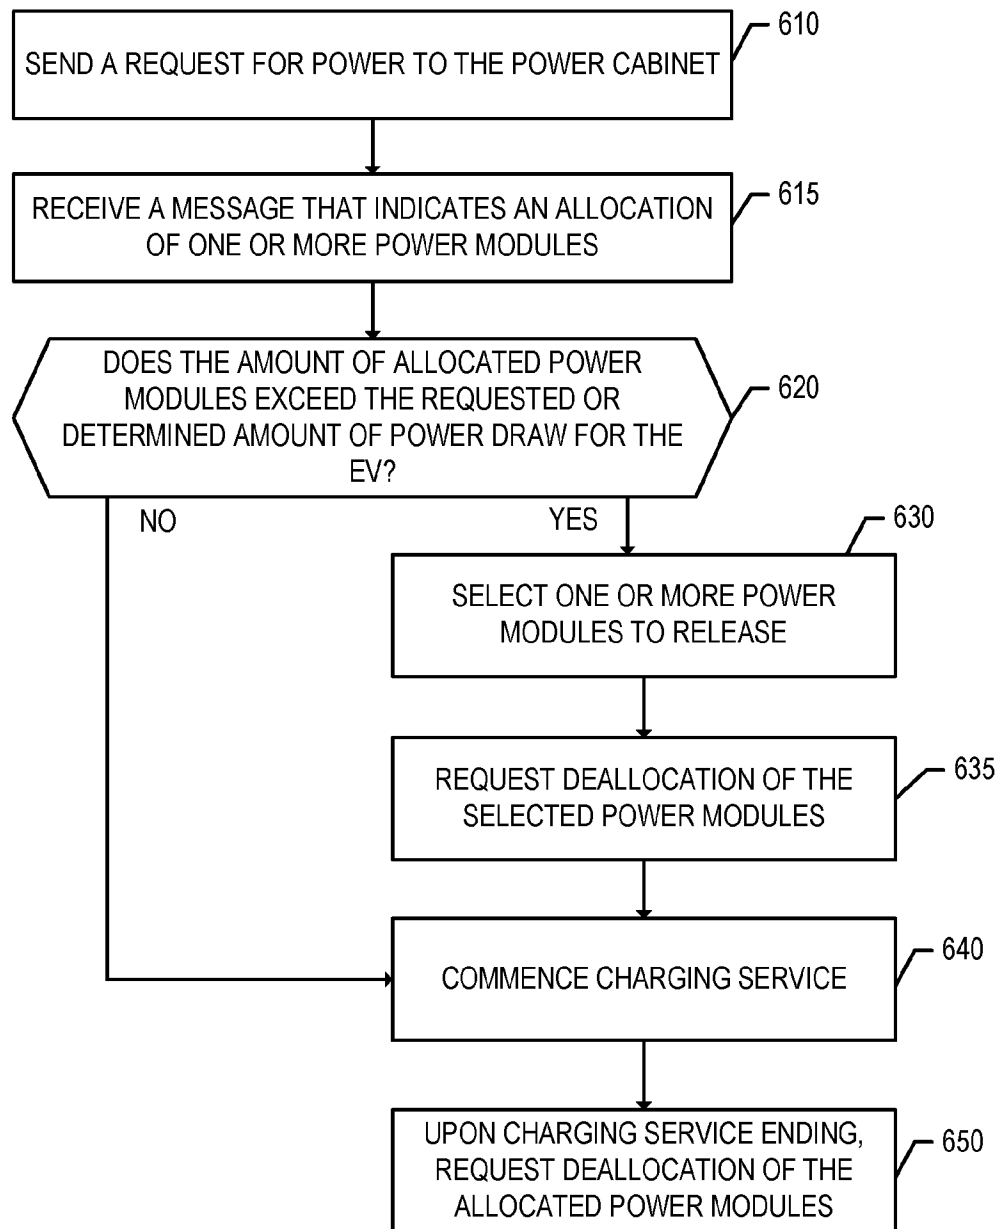 610
SEND A REQUEST FOR POWER TO THE POWER CABINET
615
RECEIVE A MESSAGE THAT INDICATES AN ALLOCATION
OF ONE OR MORE POWER MODULES
DOES THE AMOUNT OF ALLOCATED POWER
MODULES EXCEED THE REQUESTED OR
DETERMINED AMOUNT OF POWER DRAW FOR THE
EV?
620
NO
YES
630
SELECT ONE OR MORE POWER
MODULES TO RELEASE
635
REQUEST DEALLOCATION OF THE
SELECTED POWER MODULES
640
COMMENCE CHARGING SERVICE
650
UPON CHARGING SERVICE ENDING,
REQUEST DEALLOCATION OF THE
ALLOCATED POWER MODULES